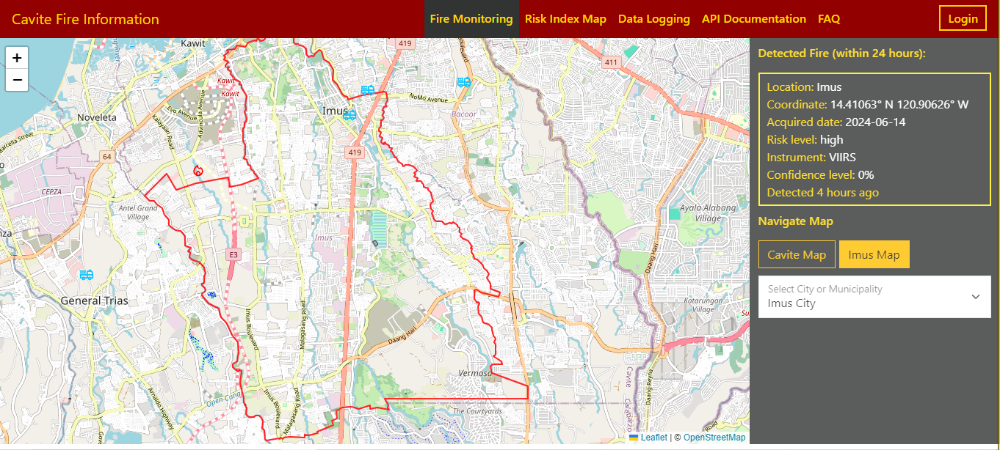 Cavite Fire Information
Fire Monitoring
Risk Index Map
Data Logging
API Documentation
FAQ
Login
+
−
Kawit
419
411
Kawit
Kawit
NoMo Avenue
Evo Avenue
Advincula Avenue
Kalayaan Road
Imus
Bacoor
Noveleta
Marcella Street
64
419
CEPZA
Antel Grand
Village
Ayala Alabang
Village
Imus
E3
Daang Hari
General Trias
Katarungan
Village
Imus Boulevard
Malagasang Road
Daang Hari
Vermosa
Cavite
Calabarzon
Daang Reyna
Open Canal
Arnaldo Highway
Imus Boulevard
Malagasang Road
The Courtyards
Road
Leaflet | © OpenStreetMap
Detected Fire (within 24 hours):
Location: Imus
Coordinate: 14.41063° N 120.90626° W
Acquired date: 2024-06-14
Risk level: high
Instrument: VIIRS
Confidence level: 0%
Detected 4 hours ago
Navigate Map
Cavite Map
Imus Map
Select City or Municipality
Imus City